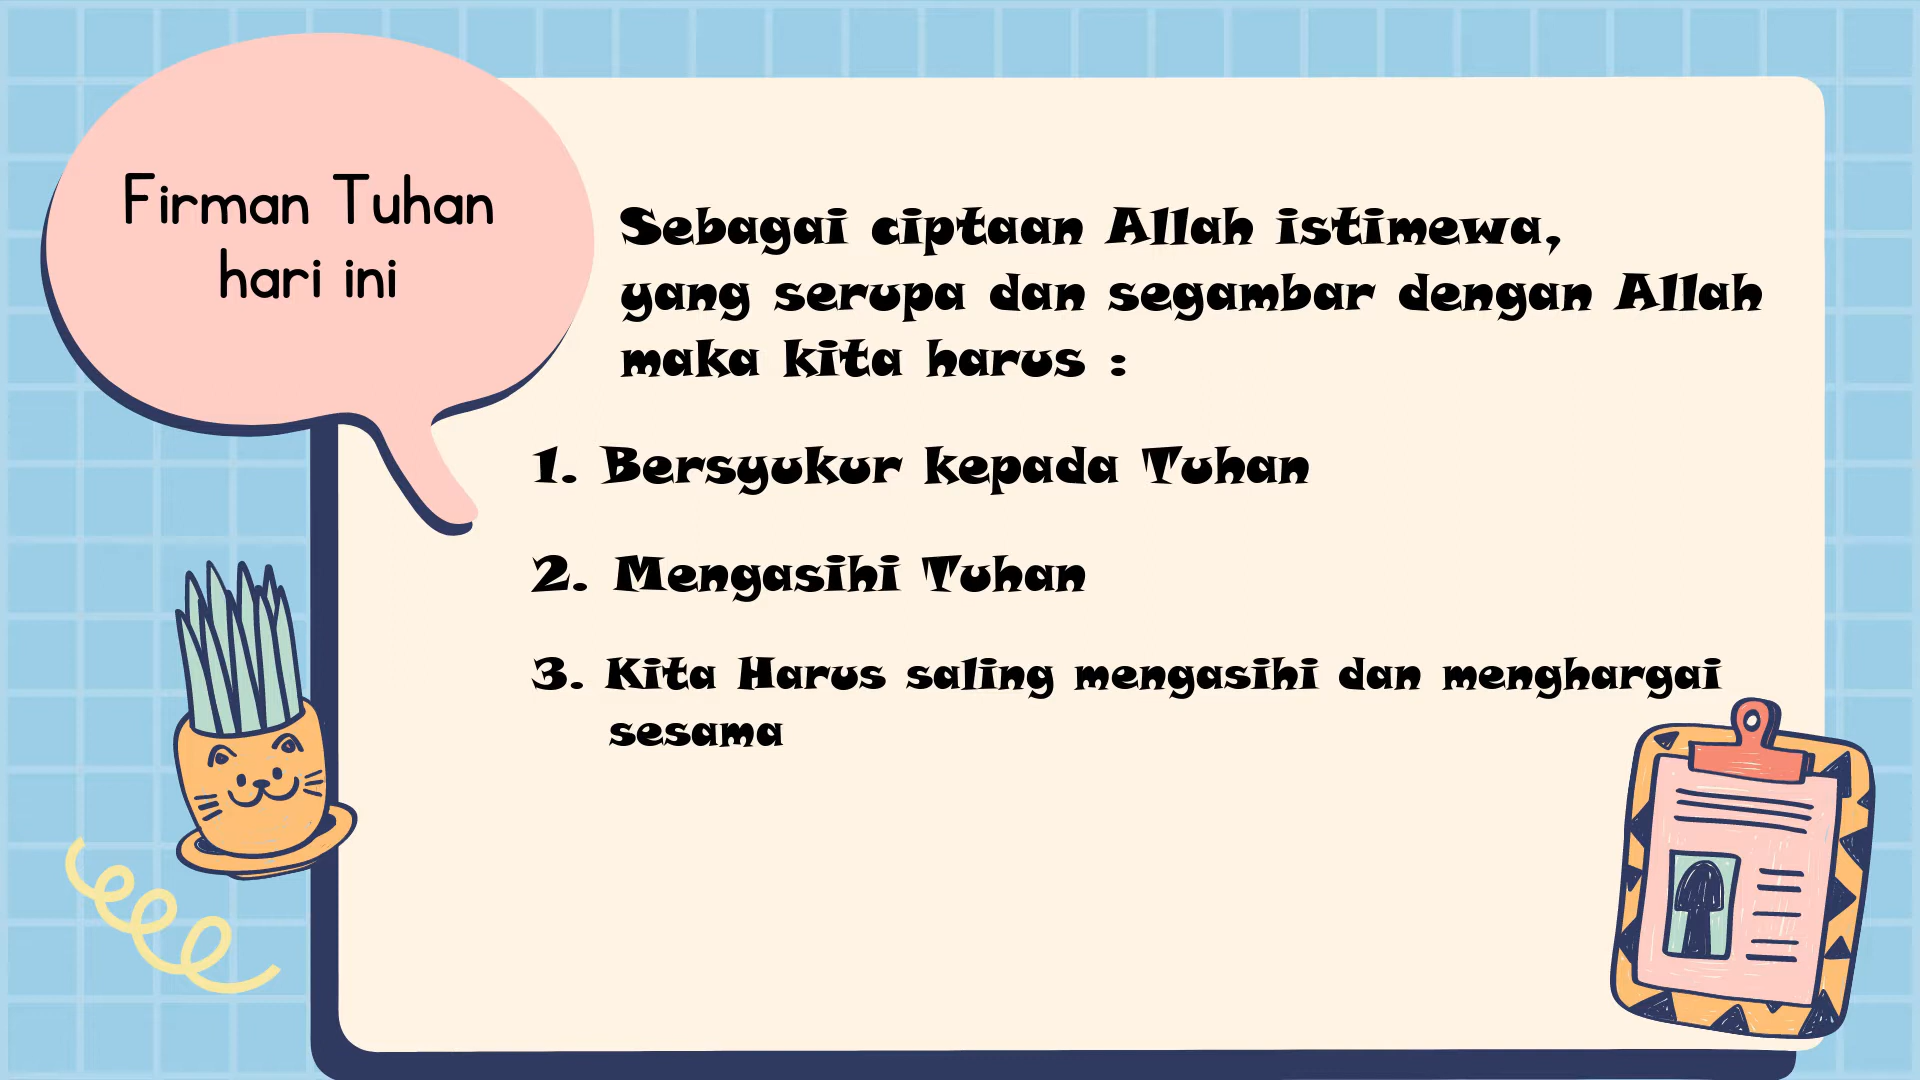 Firman Tuhan
hari ini
Sebagai ciptaan Allah istimewa,
yang serupa dan segambar dengan Allah
maka kita harus :
1. Bersyukur kepada Tuhan
2. Mengasihi Tuhan
3. Kita Harus saling mengasihi dan menghargai
sesama